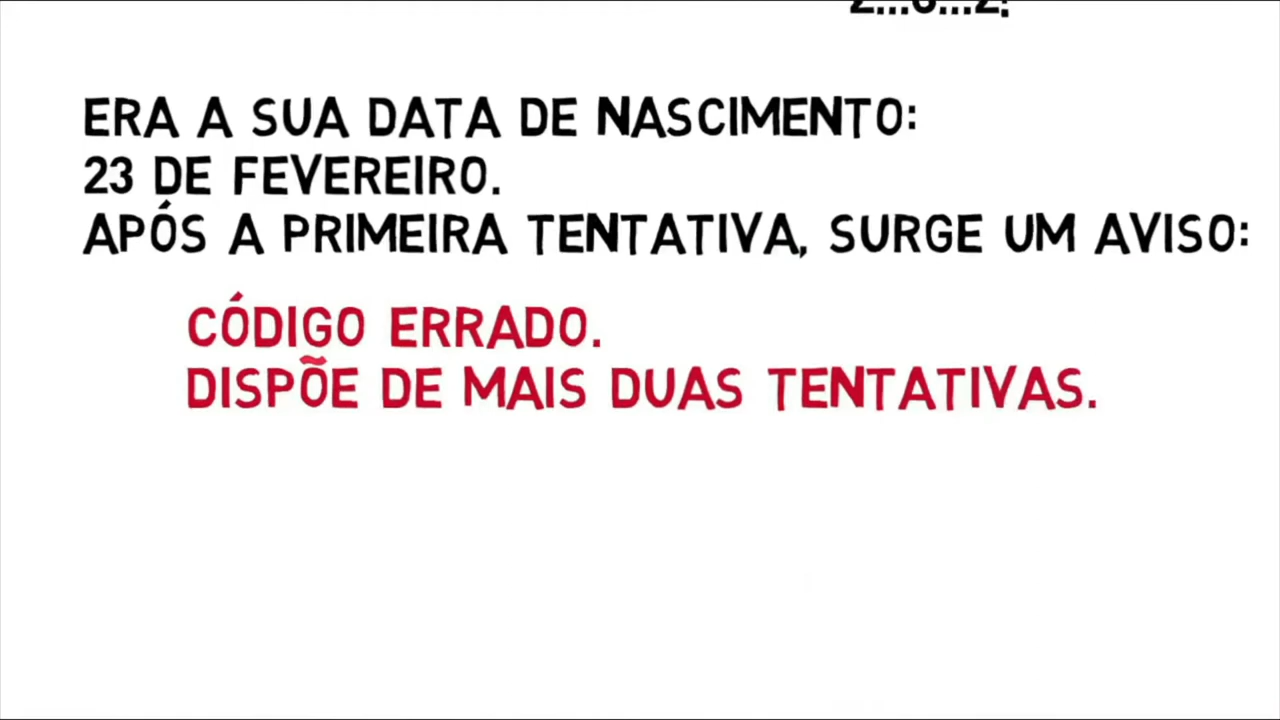 ERA A SUA DATA DE NASCIMENTO:
23 DE FEVEREIRO.
APÓS A PRIMEIRA TENTATIVA, SURGE UM AVISO:
CÓDIGO ERRADO.
DISPÕE DE MAIS DUAS TENTATIVAS.